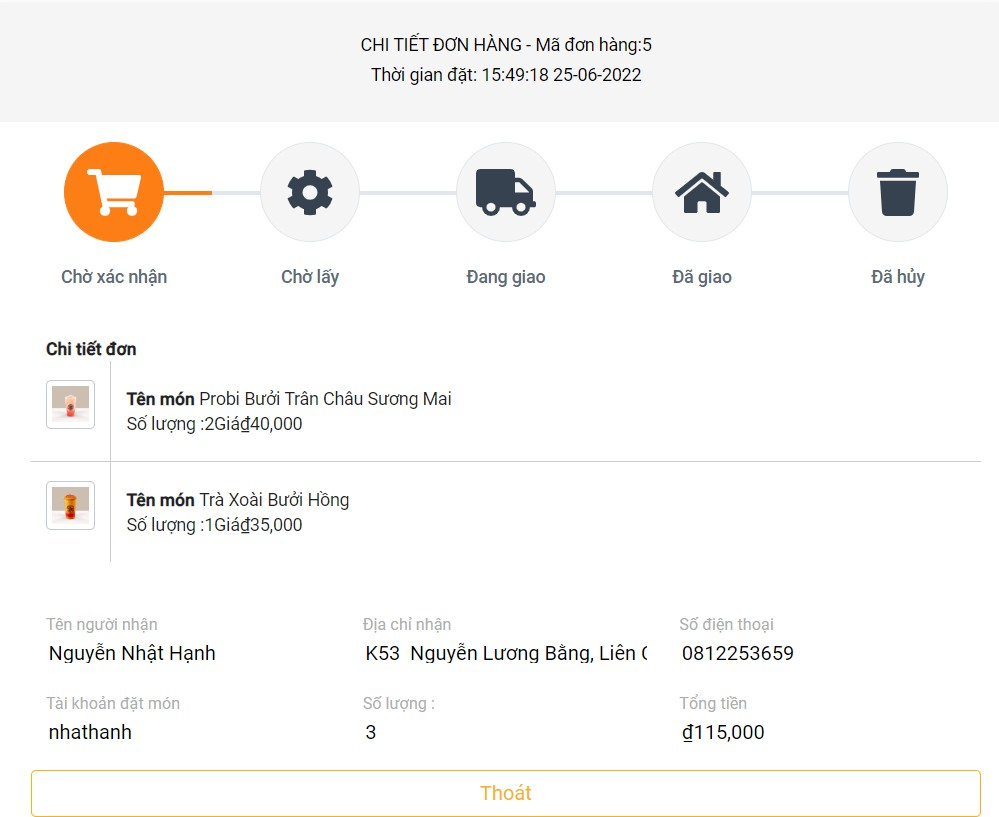 CHI TIẾT ĐƠN HÀNG - Mã đơn hàng:5
Thời gian đặt: 15:49:18 25-06-2022
Chờ xác nhận
Chờ lấy
Đang giao
Đã giao
Đã hủy
Chi tiết đơn
Tên món Probi Bưởi Trân Châu Sương Mai
Số lượng :2Giá₫40,000
Tên món Trà Xoài Bưởi Hồng
Số lượng :1Giá₫35,000
Tên người nhận
Địa chỉ nhận
Số điện thoại
Nguyễn Nhật Hạnh
K53 Nguyễn Lương Bằng, Liên
0812253659
Tài khoản đặt món
Số lượng :
Tổng tiền
nhathanh
3
₫115,000
Thoát